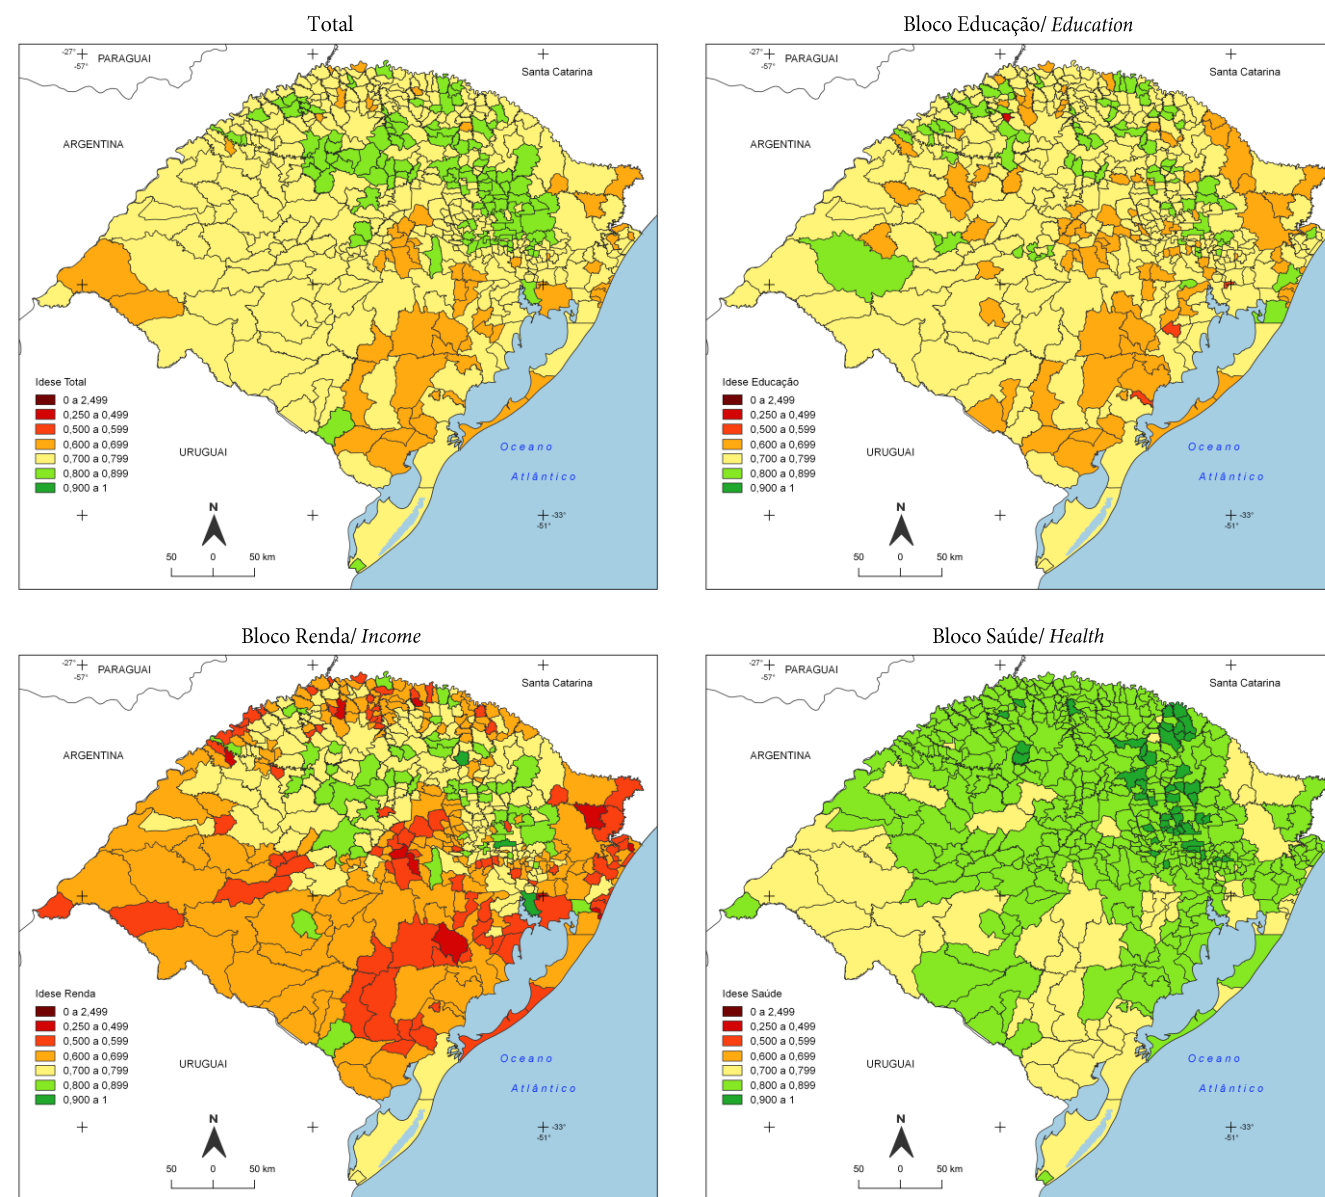 Total
-27°
-57°
PARAGUAI
Santa Catarina
ARGENTINA
Idese Total
0 a 2,499
0,250 a 0,499
0,500 a 0,599
0,600 a 0,699
0,700 a 0,799
0,800 a 0,899
0,900 a 1
URUGUAI
Oceano
Atlântico
N
-33°
-51°
50 0 50 km
Bloco Educação/ Education
-27°
-57°
PARAGUAI
Santa Catarina
ARGENTINA
Idese Educação
0 a 2,499
0,250 a 0,499
0,500 a 0,599
0,600 a 0,699
0,700 a 0,799
0,800 a 0,899
0,900 a 1
URUGUAI
Oceano
Atlântico
N
-33°
-51°
50 0 50 km
Bloco Renda/ Income
-27°
-57°
PARAGUAI
Santa Catarina
ARGENTINA
Idese Renda
0 a 2,499
0,250 a 0,499
0,500 a 0,599
0,600 a 0,699
0,700 a 0,799
0,800 a 0,899
0,900 a 1
URUGUAI
Oceano
Atlântico
N
-33°
-51°
50 0 50 km
Bloco Saúde/ Health
-27°
-57°
PARAGUAI
Santa Catarina
ARGENTINA
Idese Saúde
0 a 2,499
0,250 a 0,499
0,500 a 0,599
0,600 a 0,699
0,700 a 0,799
0,800 a 0,899
0,900 a 1
URUGUAI
Oceano
Atlântico
N
-33°
-51°
50 0 50 km